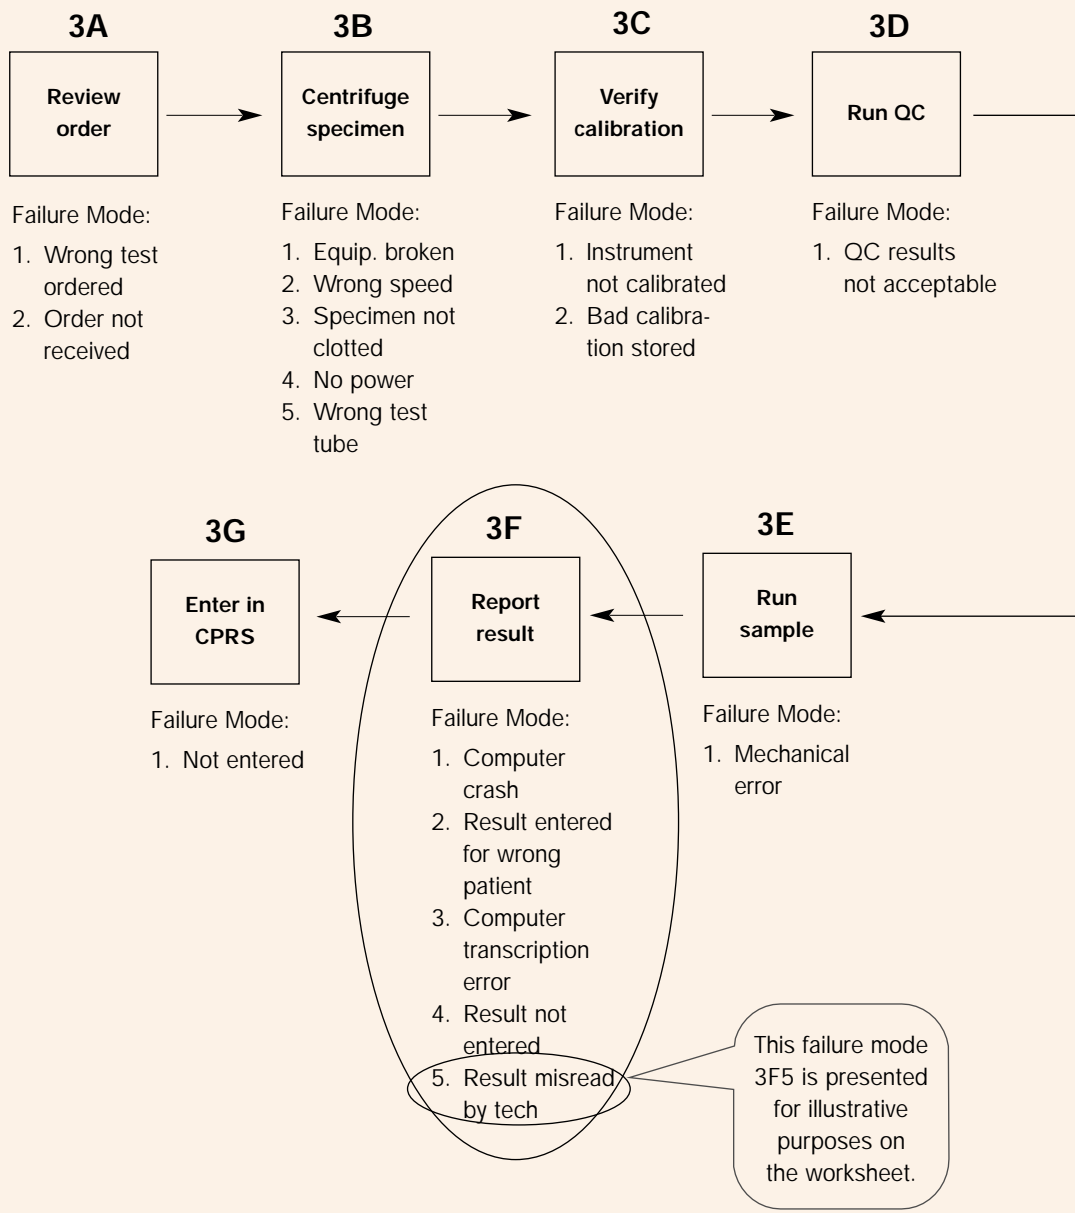 3A
Review
order
Failure Mode:
1. Wrong test
ordered
2. Order not
received
3B
Centrifuge
specimen
Failure Mode:
1. Equip. broken
2. Wrong speed
3. Specimen not
clotted
4. No power
5. Wrong test
tube
3C
Verify
calibration
Failure Mode:
1. Instrument
not calibrated
2. Bad calibra-
tion stored
3D
Run QC
Failure Mode:
1. QC results
not acceptable
3E
Run
sample
Failure Mode:
1. Mechanical
error
3F
Report
result
Failure Mode:
1. Computer
crash
2. Result entered
for wrong
patient
3. Computer
transcription
error
4. Result not
entered
5. Result misread
by tech
This failure mode
3F5 is presented
for illustrative
purposes on
the worksheet.
3G
Enter in
CPRS
Failure Mode:
1. Not entered